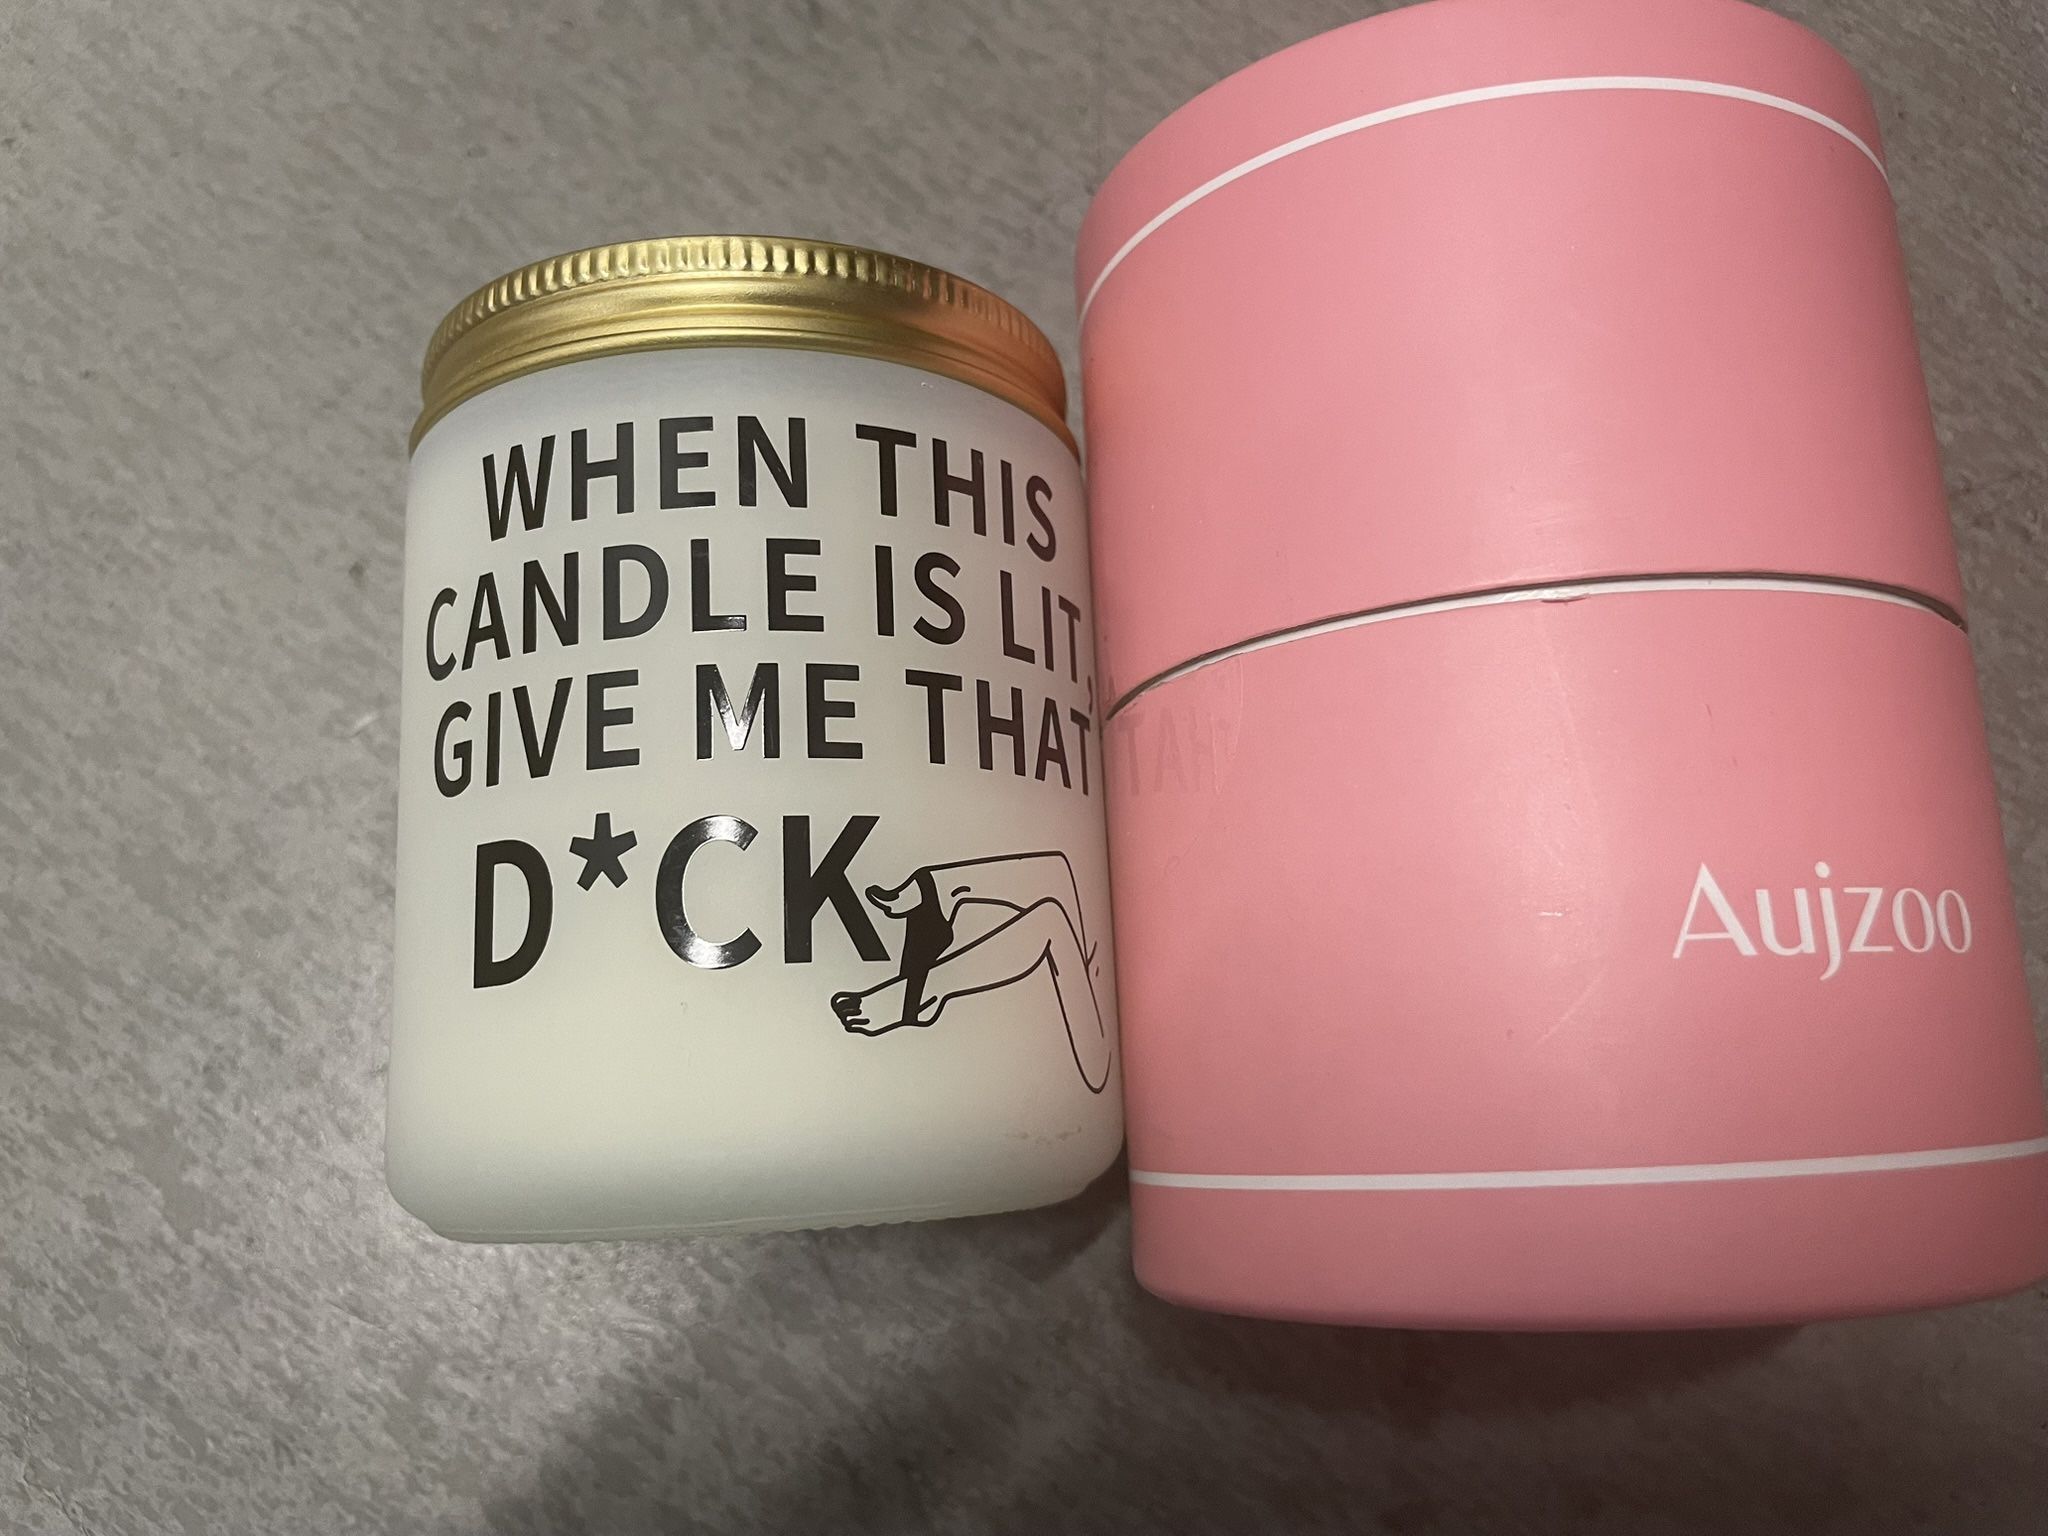 WHEN THIS
CANDLE IS LIT,
GIVE ME THAT
D*CK
Aujzoo